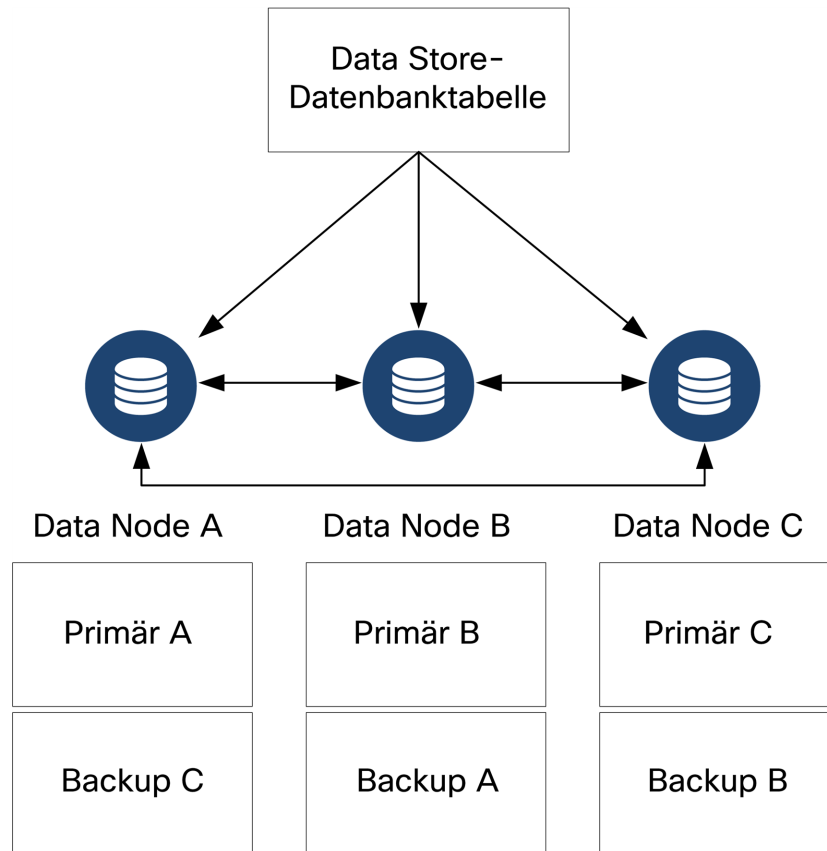 Data Store-
Datenbanktabelle
Data Node A
Data Node B
Data Node C
Primär A
Primär B
Primär C
Backup C
Backup A
Backup B